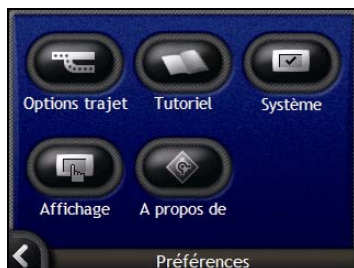 Options trajet
Tutoriel
Système
Affichage
A propos de
Préférences